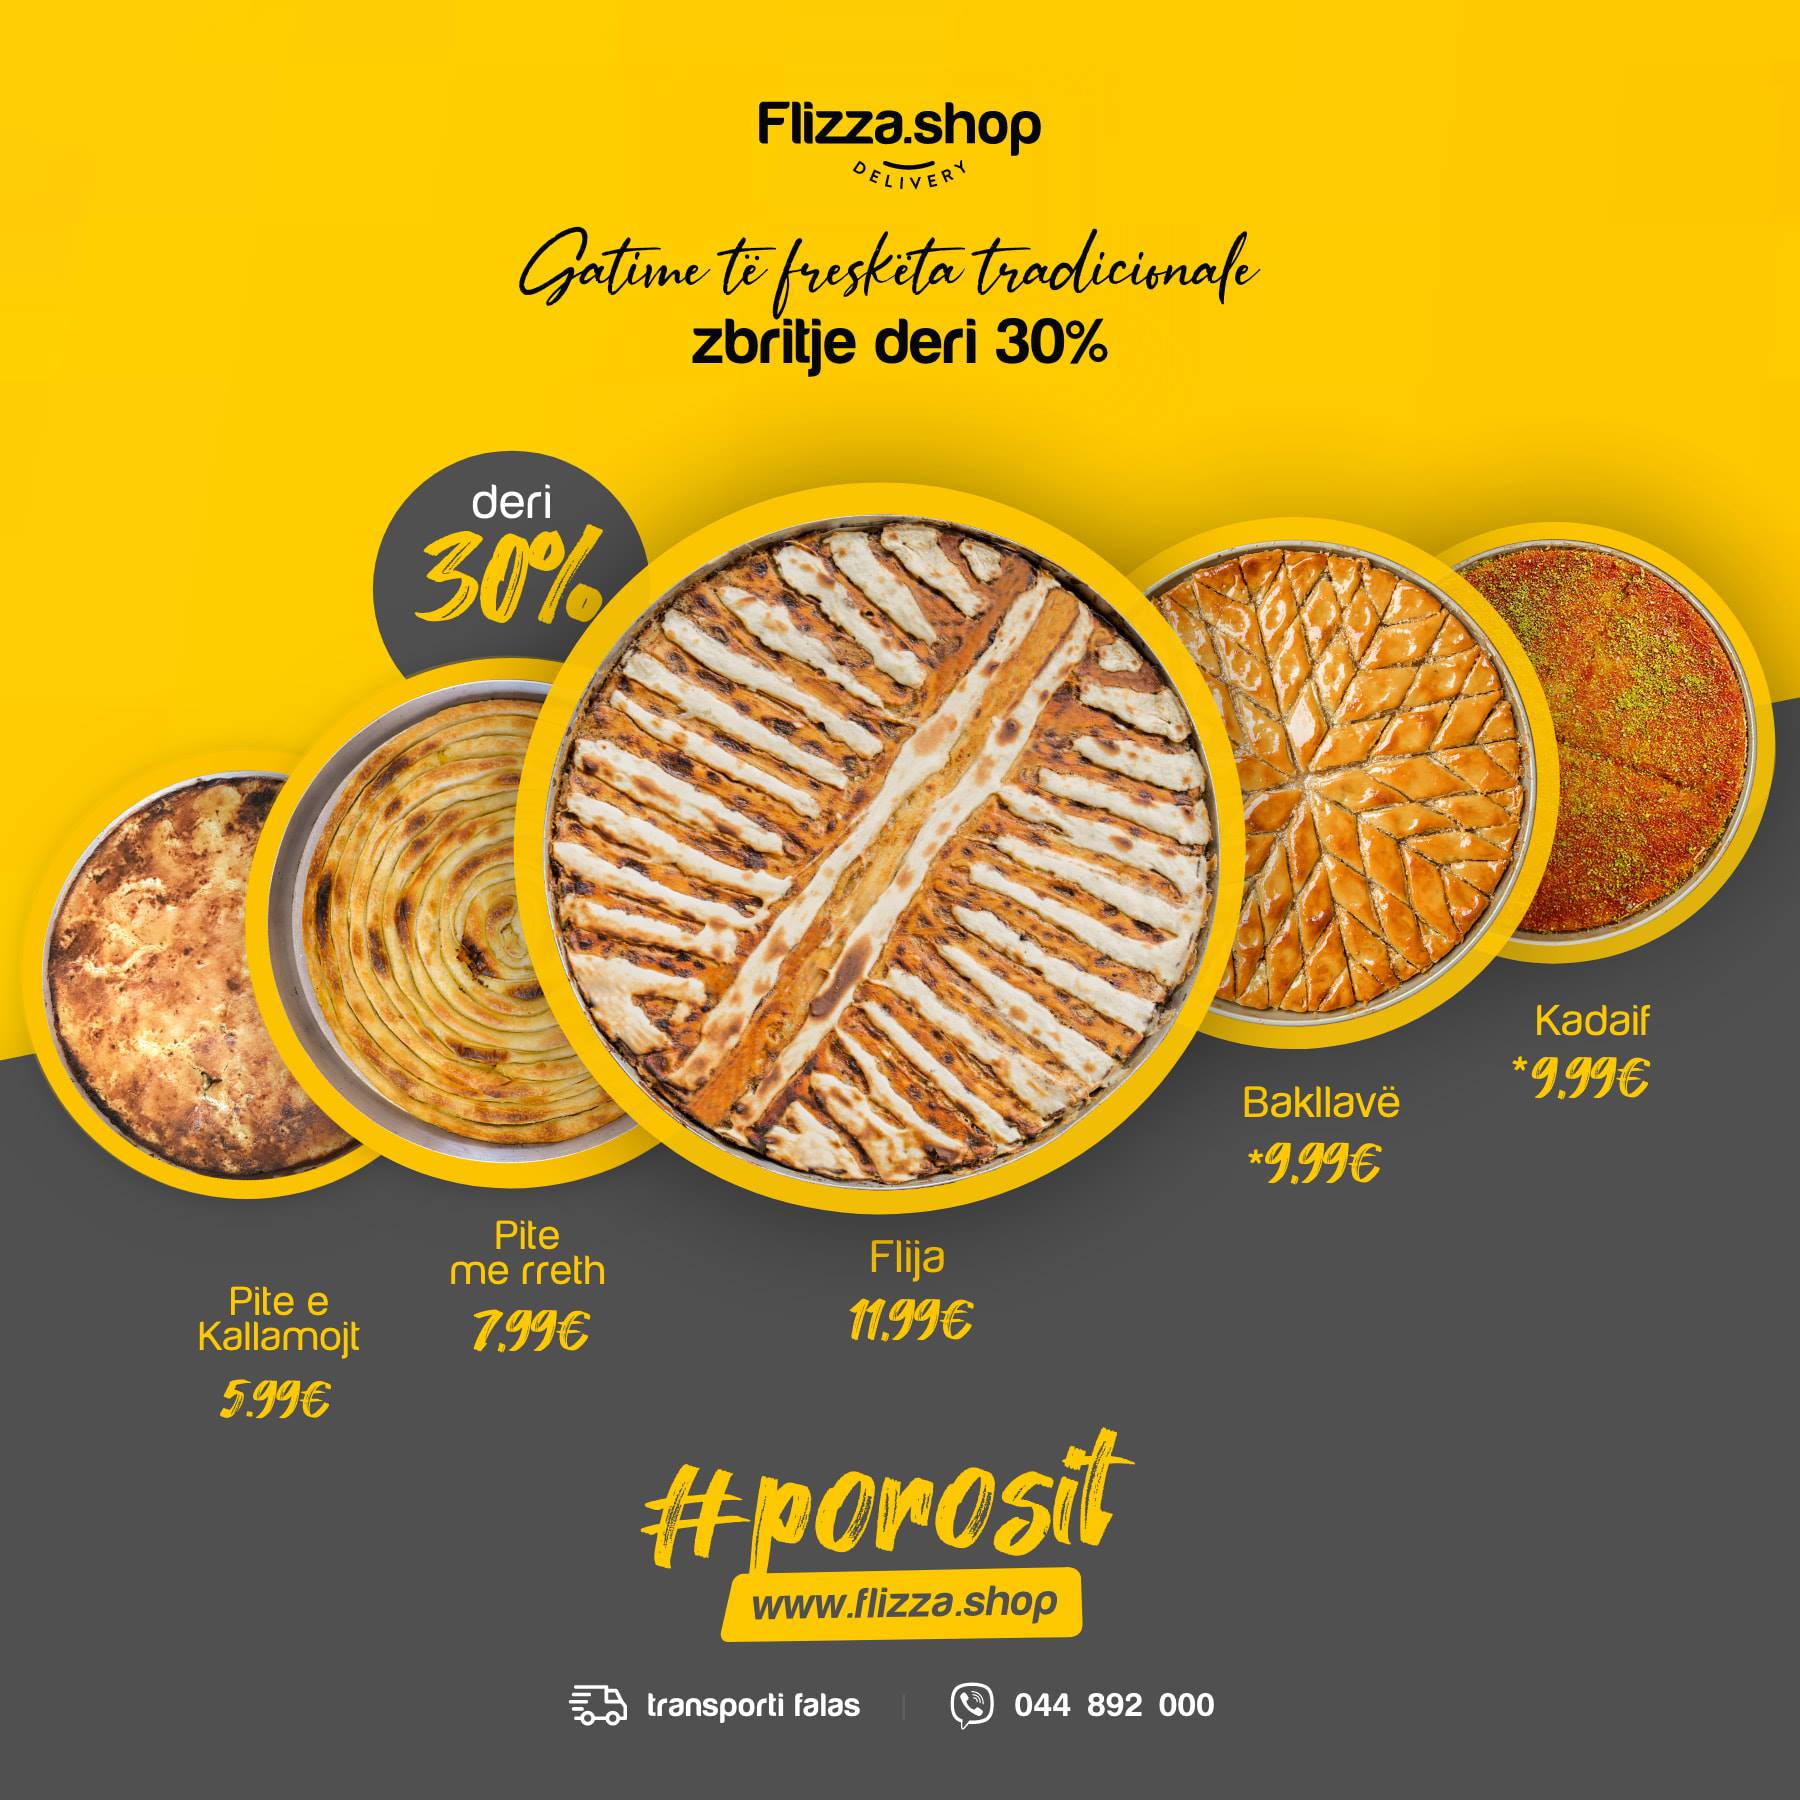 Flizza.shop
DELIVERY
Gatime të freskëta tradicionale
zbritje deri 30%
deri
30%
Kadaif
*9.99€
Bakllavë
*9.99€
Pite
me rreth
7.99€
Flija
11.99€
Pite e
Kallamojt
5.99€
#porosit
www.flizza.shop
transporti falas
044 892 000